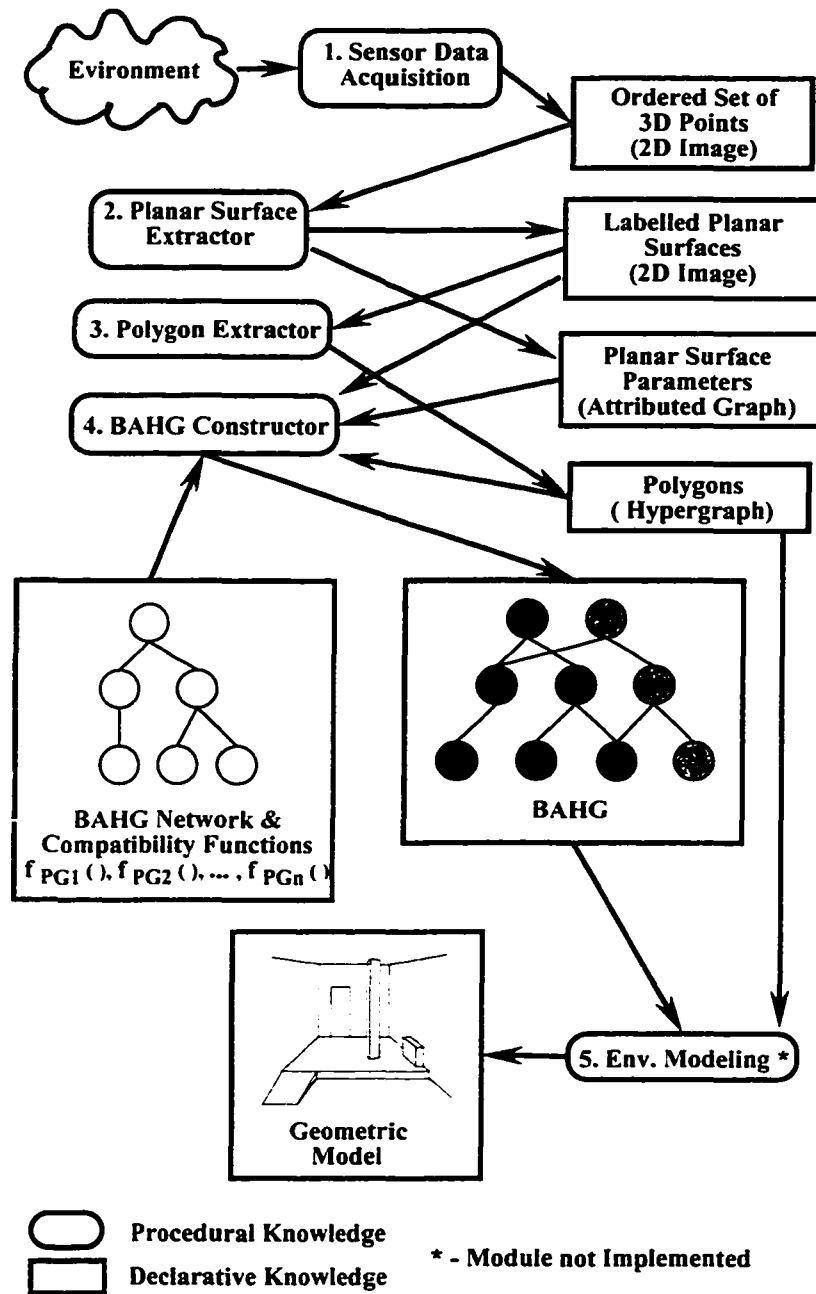 Evironment
1. Sensor Data
Acquisition
Ordered Set of
3D Points
(2D Image)
2. Planar Surface
Extractor
Labelled Planar
Surfaces
(2D Image)
3. Polygon Extractor
Planar Surface
Parameters
(Attributed Graph)
4. BAHG Constructor
Polygons
( Hypergraph)
BAHG Network &
Compatibility Functions
f PG1 ( ), f PG2 ( ), ... , f PGn ( )
BAHG
5. Env. Modeling *
Geometric
Model
Procedural Knowledge
Declarative Knowledge
* - Module not Implemented